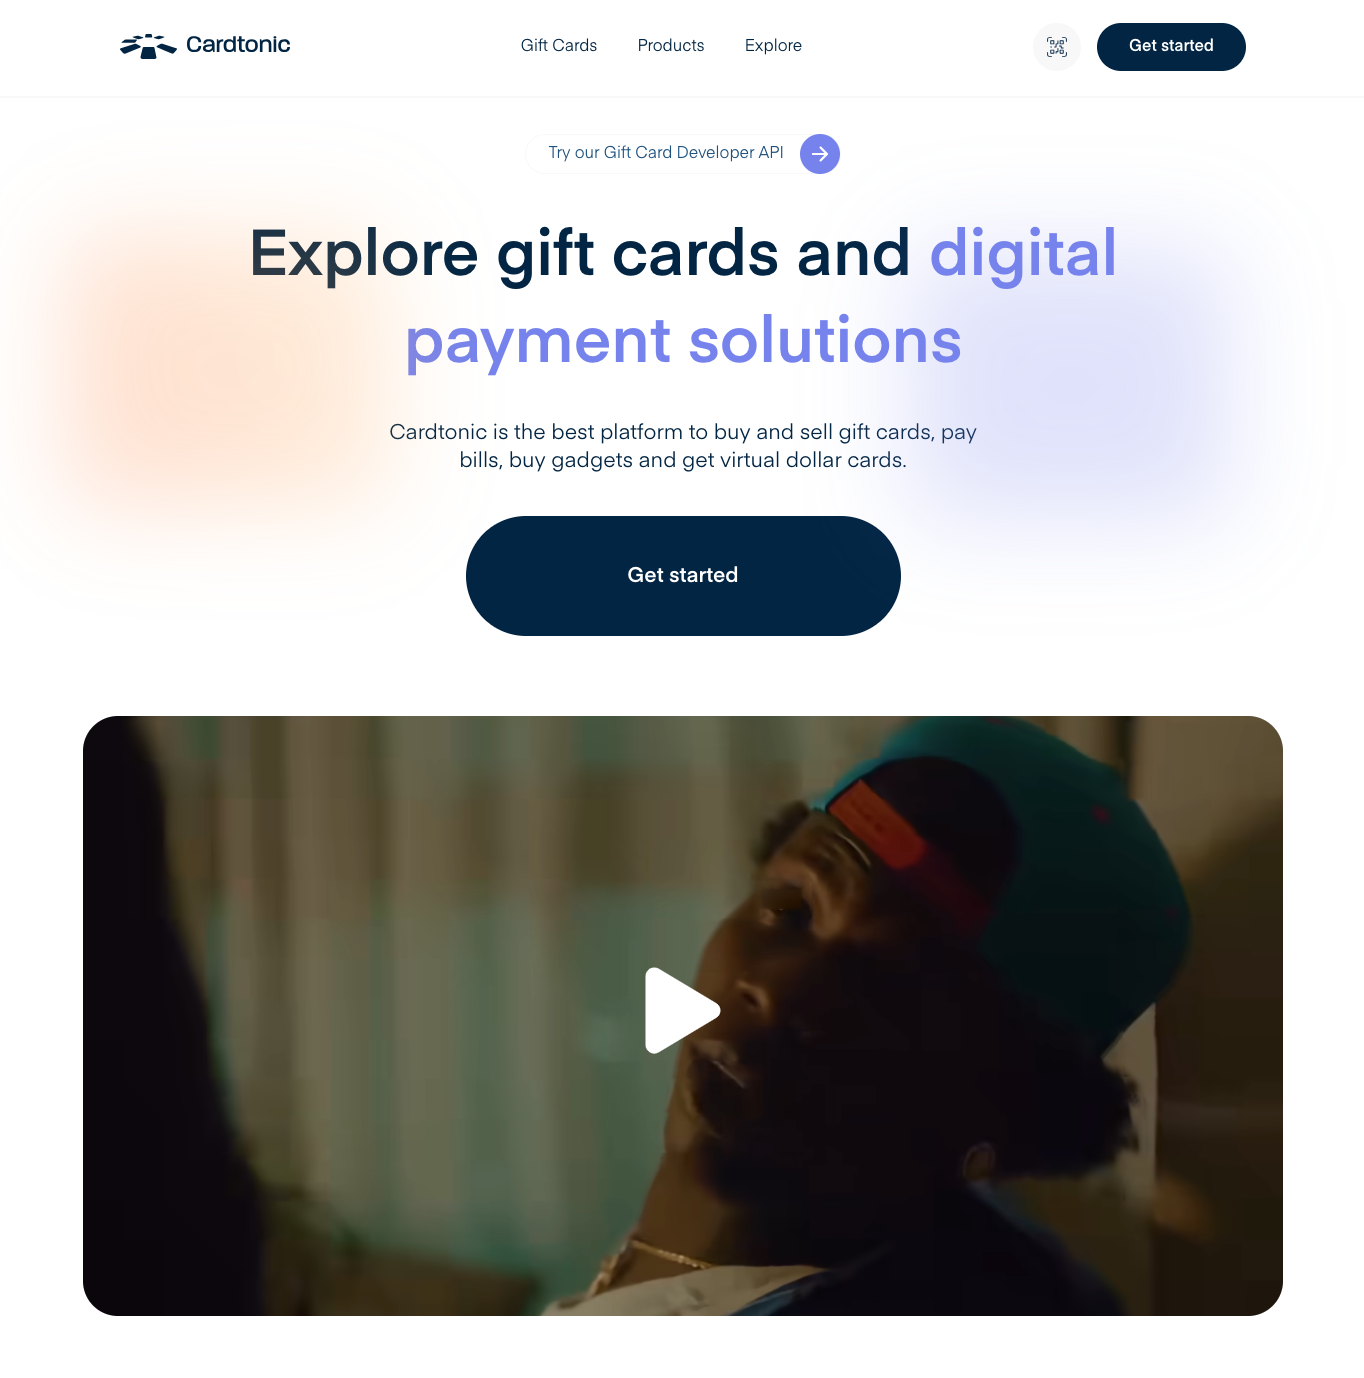 Cardtonic
Gift Cards
Products
Explore
Get started
Try our Gift Card Developer API
Explore gift cards and digital
payment solutions
Cardtonic is the best platform to buy and sell gift cards, pay
bills, buy gadgets and get virtual dollar cards.
Get started